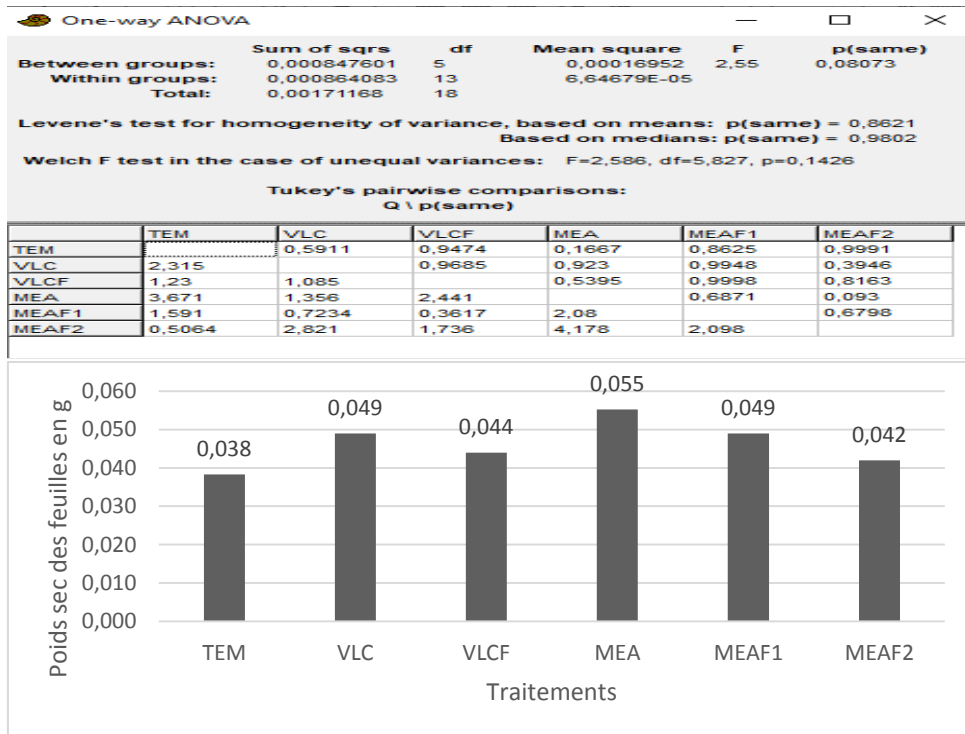 One-way ANOVA
Sum of sqrs df Mean square F p(same)
Between groups: 0,000847601 5 0,00016952 2,55 0,08073
Within groups: 0,000864083 13 6,64679E-05
Total: 0,00171168 18
Levene's test for homogeneity of variance, based on means: p(same) = 0,8621
Based on medians: p(same) = 0,9802
Welch F test in the case of unequal variances: F=2,586, df=5,827, p=0,1426
Tukey's pairwise comparisons:
Q \ p(same)
TEM VLC VLCF MEA MEAF1 MEAF2
TEM 0,5911 0,9474 0,1667 0,8625 0,9991
VLC 2,315 0,9685 0,923 0,9948 0,3946
VLCF 1,23 1,085 0,5395 0,9998 0,8163
MEA 3,671 1,356 2,441 0,6871 0,093
MEAF1 1,591 0,7234 0,3617 2,08 0,6798
MEAF2 0,5064 2,821 1,736 4,178 2,098
Poids sec des feuilles en g
0,060
0,050
0,040
0,030
0,020
0,010
0,000
0,038
0,049
0,044
0,055
0,049
0,042
TEM VLC VLCF MEA MEAF1 MEAF2
Traitements